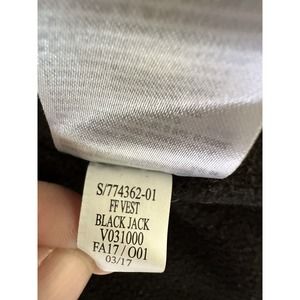 S/774362-01
FF VEST
BLACK JACK
V031000
FA17 / O01
03/17